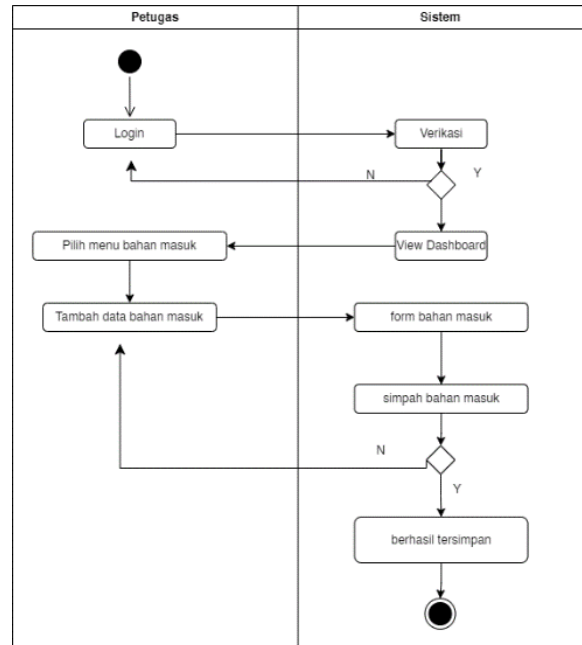 Petugas
Sistem
Login
Verikasi
N
Y
Pilih menu bahan masuk
View Dashboard
Tambah data bahan masuk
form bahan masuk
simpah bahan masuk
N
Y
berhasil tersimpan